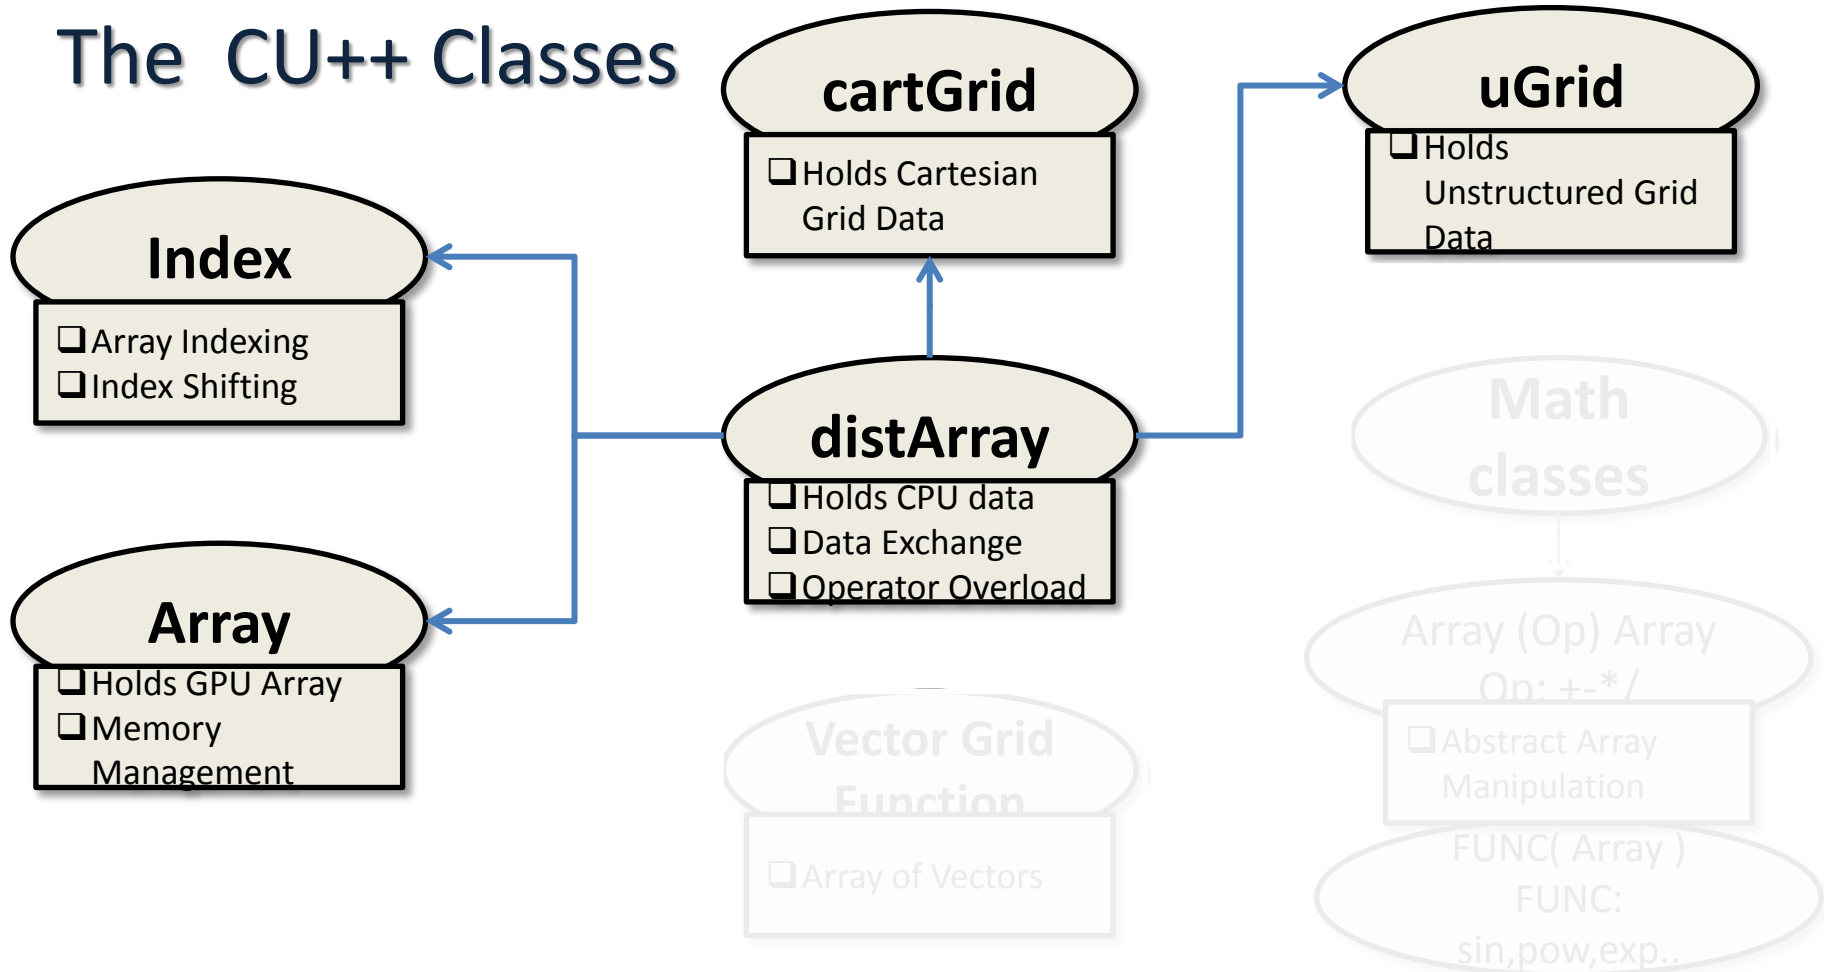 The CU++ Classes
cartGrid
❑Holds Cartesian
Grid Data
uGrid
❑Holds
Unstructured Grid
Data
Index
❑Array Indexing
❑Index Shifting
distArray
❑Holds CPU data
❑Data Exchange
❑Operator Overload
Array
❑Holds GPU Array
❑Memory
Management
Math
classes
Array (Op) Array
Op: +-*/
❑Abstract Array
Manipulation
FUNC( Array )
FUNC:
sin,pow,exp..
Vector Grid
Function
❑Array of Vectors